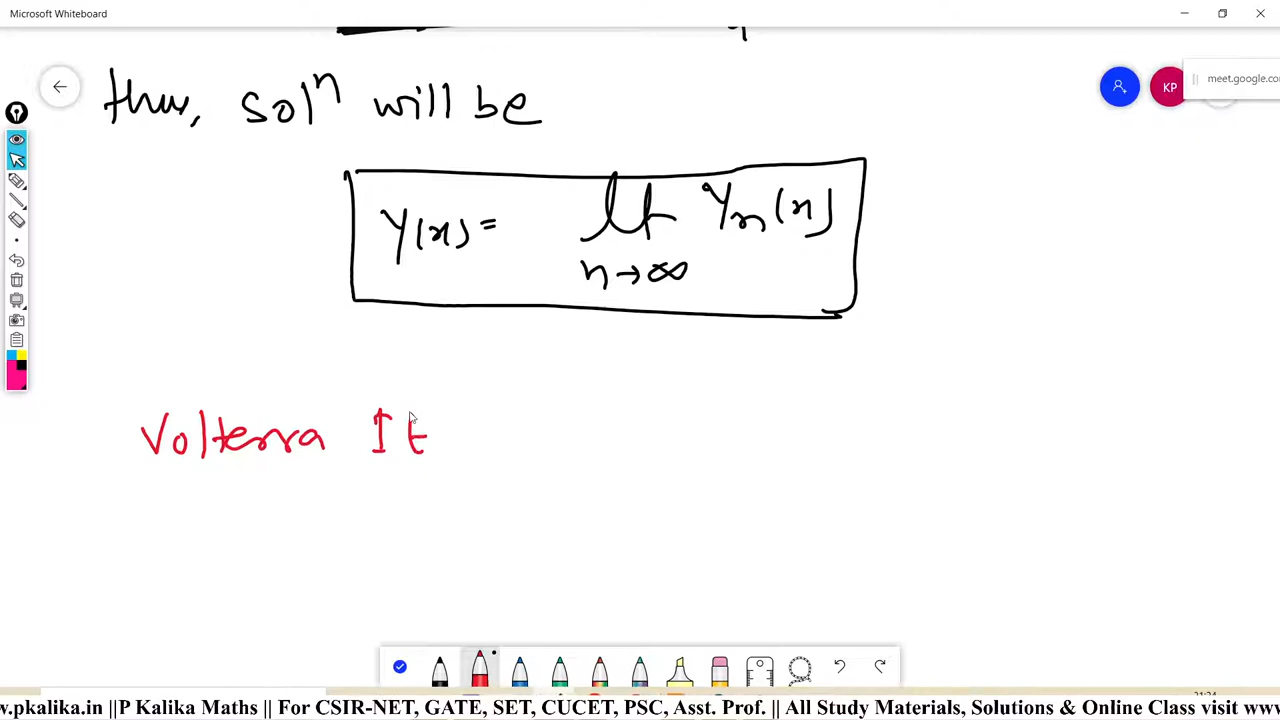 Microsoft Whiteboard
meet.google.co
KP
thus, solⁿ will be
Y(x) = lt Yₙ(x)
n→∞
Volterra It
w.pkalika.in ||P Kalika Maths || For CSIR-NET, GATE, SET, CUCET, PSC, Asst. Prof. || All Study Materials, Solutions & Online Class visit www